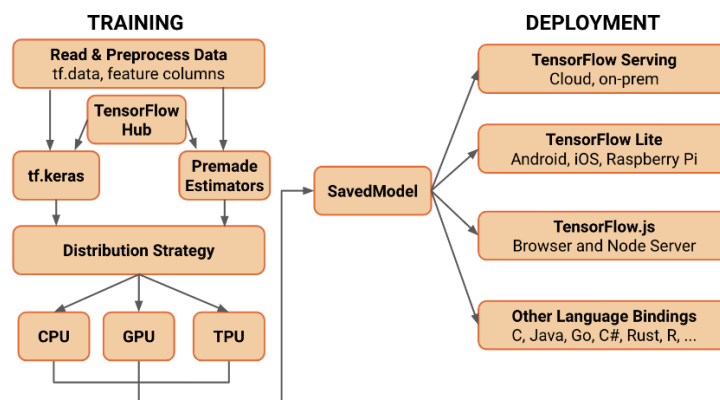 TRAINING
Read & Preprocess Data
tf.data, feature columns
TensorFlow
Hub
tf.keras
Premade
Estimators
Distribution Strategy
CPU
GPU
TPU
SavedModel
DEPLOYMENT
TensorFlow Serving
Cloud, on-prem
TensorFlow Lite
Android, iOS, Raspberry Pi
TensorFlow.js
Browser and Node Server
Other Language Bindings
C, Java, Go, C#, Rust, R, ...